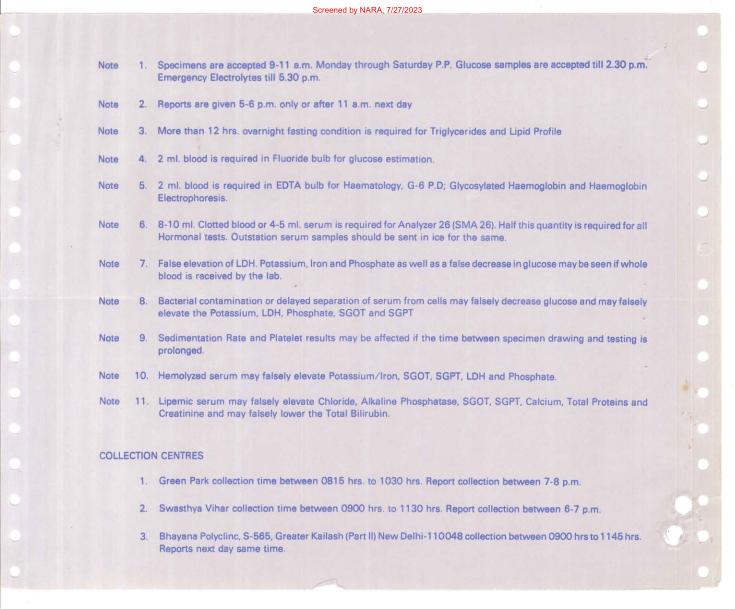 Screened by NARA, 7/27/2023
Note 1. Specimens are accepted 9-11 a.m. Monday through Saturday P.P. Glucose samples are accepted till 2.30 p.m.
Emergency Electrolytes till 5.30 p.m.
Note 2. Reports are given 5-6 p.m. only or after 11 a.m. next day
Note 3. More than 12 hrs. overnight fasting condition is required for Triglycerides and Lipid Profile
Note 4. 2 ml. blood is required in Fluoride bulb for glucose estimation.
Note 5. 2 ml. blood is required in EDTA bulb for Haematology, G-6 P.D; Glycosylated Haemoglobin and Haemoglobin
Electrophoresis.
Note 6. 8-10 ml. Clotted blood or 4-5 ml. serum is required for Analyzer 26 (SMA 26). Half this quantity is required for all
Hormonal tests. Outstation serum samples should be sent in ice for the same.
Note 7. False elevation of LDH. Potassium, Iron and Phosphate as well as a false decrease in glucose may be seen if whole
blood is received by the lab.
Note 8. Bacterial contamination or delayed separation of serum from cells may falsely decrease glucose and may falsely
elevate the Potassium, LDH, Phosphate, SGOT and SGPT
Note 9. Sedimentation Rate and Platelet results may be affected if the time between specimen drawing and testing is
prolonged.
Note 10. Hemolyzed serum may falsely elevate Potassium/Iron, SGOT, SGPT, LDH and Phosphate.
Note 11. Lipemic serum may falsely elevate Chloride, Alkaline Phosphatase, SGOT, SGPT, Calcium, Total Proteins and
Creatinine and may falsely lower the Total Bilirubin.
COLLECTION CENTRES
1. Green Park collection time between 0815 hrs. to 1030 hrs. Report collection between 7-8 p.m.
2. Swasthya Vihar collection time between 0900 hrs. to 1130 hrs. Report collection between 6-7 p.m.
3. Bhayana Polyclinc, S-565, Greater Kailash (Part II) New Delhi-110048 collection between 0900 hrs to 1145 hrs.
Reports next day same time.